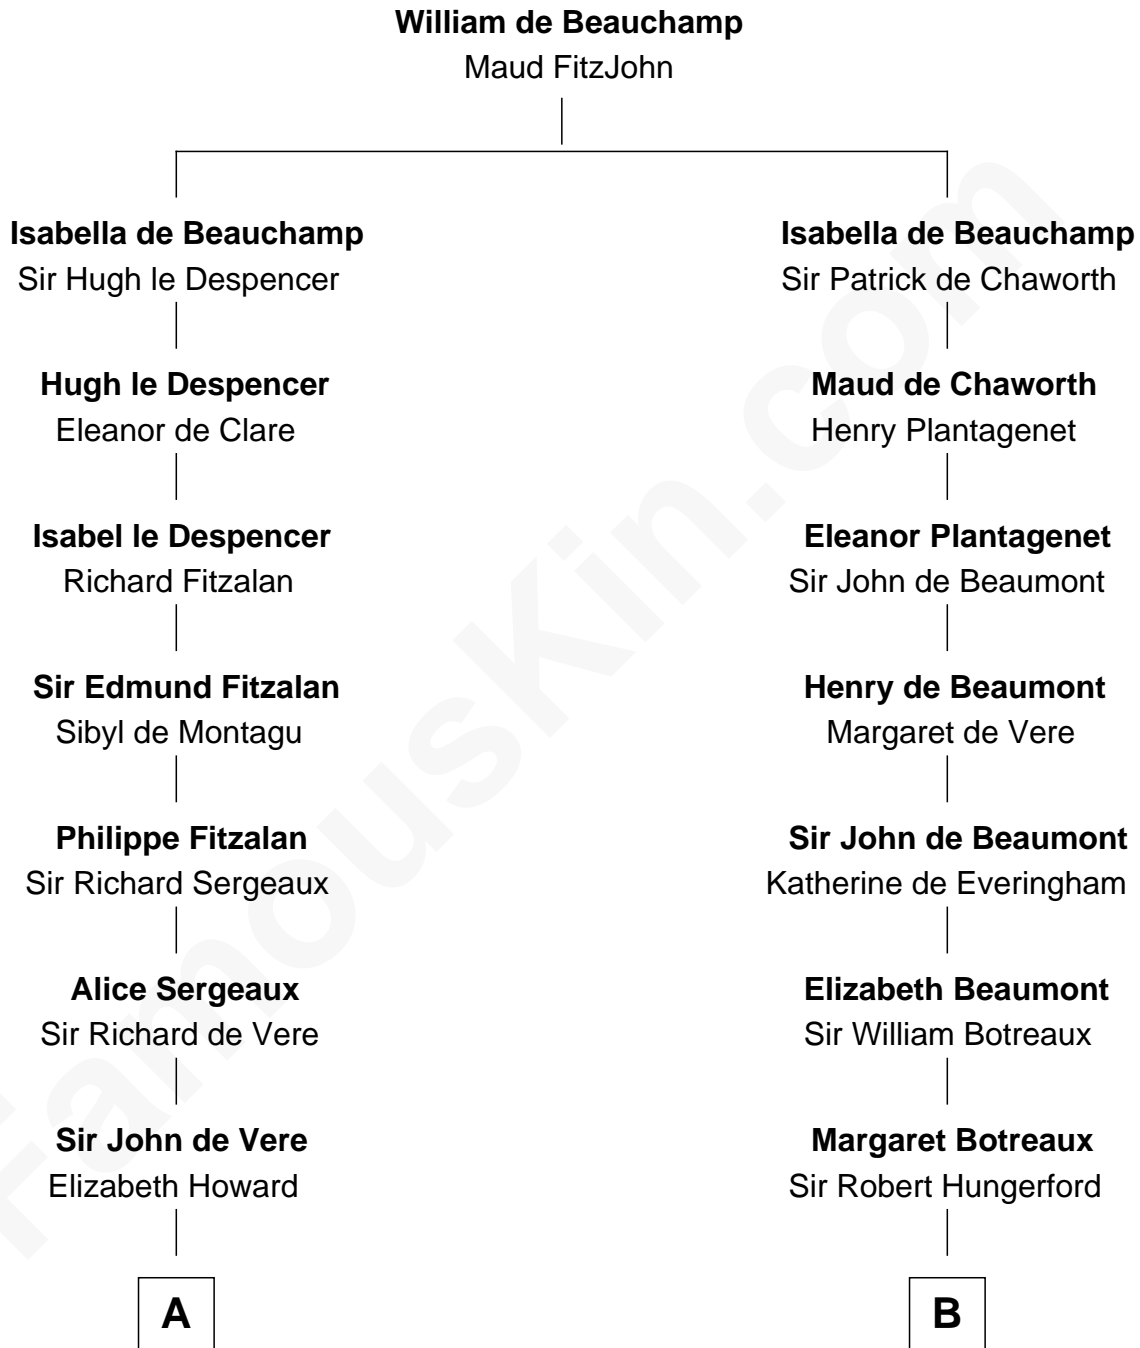 William de Beauchamp
Maud FitzJohn
Isabella de Beauchamp
Sir Hugh le Despencer
Isabella de Beauchamp
Sir Patrick de Chaworth
Hugh le Despencer
Eleanor de Clare
Maud de Chaworth
Henry Plantagenet
Isabel le Despencer
Richard Fitzalan
Eleanor Plantagenet
Sir John de Beaumont
Sir Edmund Fitzalan
Sibyl de Montagu
Henry de Beaumont
Margaret de Vere
Philippe Fitzalan
Sir Richard Sergeaux
Sir John de Beaumont
Katherine de Everingham
Alice Sergeaux
Sir Richard de Vere
Elizabeth Beaumont
Sir William Botreaux
Sir John de Vere
Elizabeth Howard
Margaret Botreaux
Sir Robert Hungerford
A
B
FamousKin.com